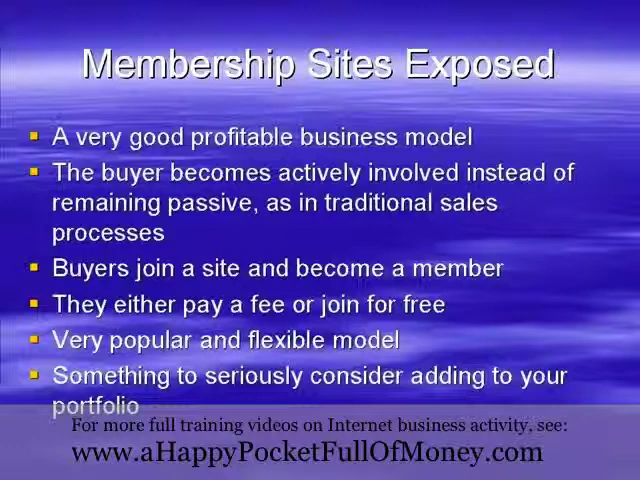 Membership Sites Exposed
A very good profitable business model
The buyer becomes actively involved instead of
remaining passive, as in traditional sales
processes
Buyers join a site and become a member
They either pay a fee or join for free
Very popular and flexible model
Something to seriously consider adding to your
portfolio
For more full training videos on Internet business activity, see:
www.aHappyPocketFullOfMoney.com